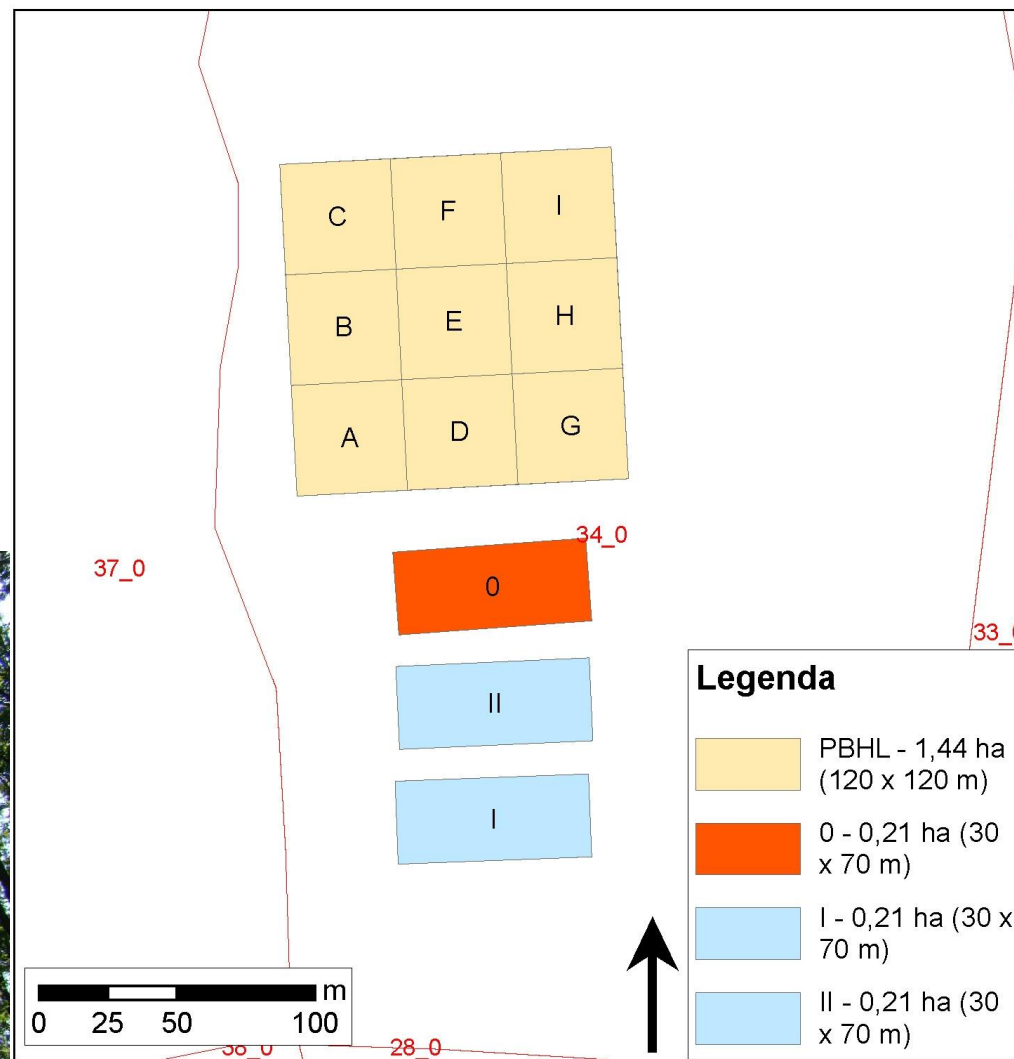 C
F
I
B
E
H
A
D
G
34_0
37_0
0
33_0
II
I
Legenda
PBHL - 1,44 ha
(120 x 120 m)
0 - 0,21 ha (30
x 70 m)
I - 0,21 ha (30 x
70 m)
II - 0,21 ha (30
x 70 m)
m
0 25 50 100
28_0